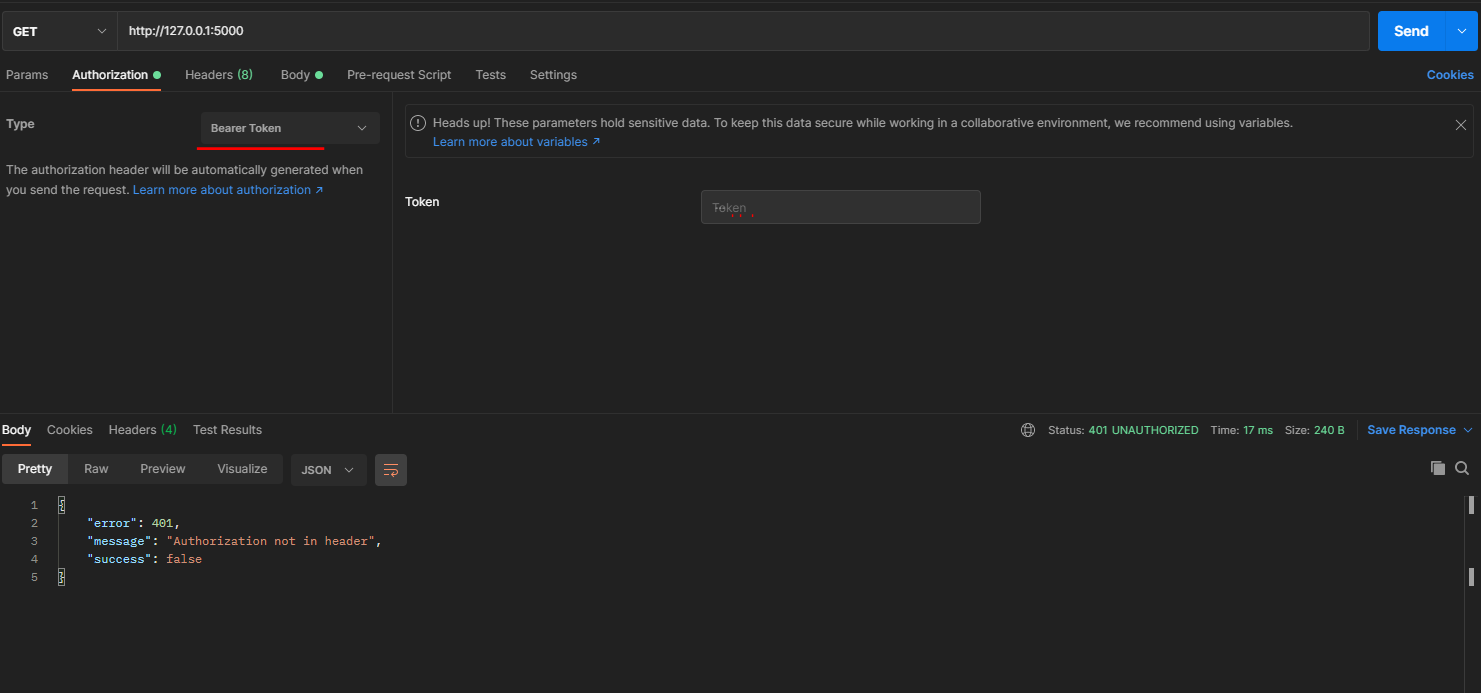 GET http://127.0.0.1:5000 Send
Params Authorization Headers (8) Body Pre-request Script Tests Settings Cookies
Type Bearer Token
The authorization header will be automatically generated when
you send the request. Learn more about authorization ↗
Heads up! These parameters hold sensitive data. To keep this data secure while working in a collaborative environment, we recommend using variables.
Learn more about variables ↗
Token Token
Body Cookies Headers (4) Test Results Status: 401 UNAUTHORIZED Time: 17 ms Size: 240 B Save Response
Pretty Raw Preview Visualize JSON
1 {
2 "error": 401,
3 "message": "Authorization not in header",
4 "success": false
5 }